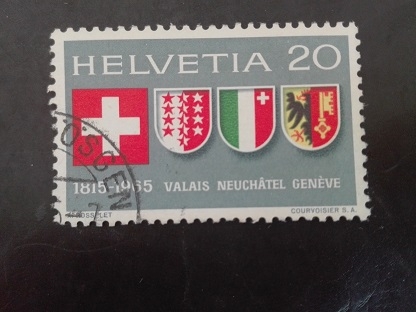 HELVETIA 20
1815-1965 VALAIS NEUCHÂTEL GENÈVE
COURVOISIER S.A.